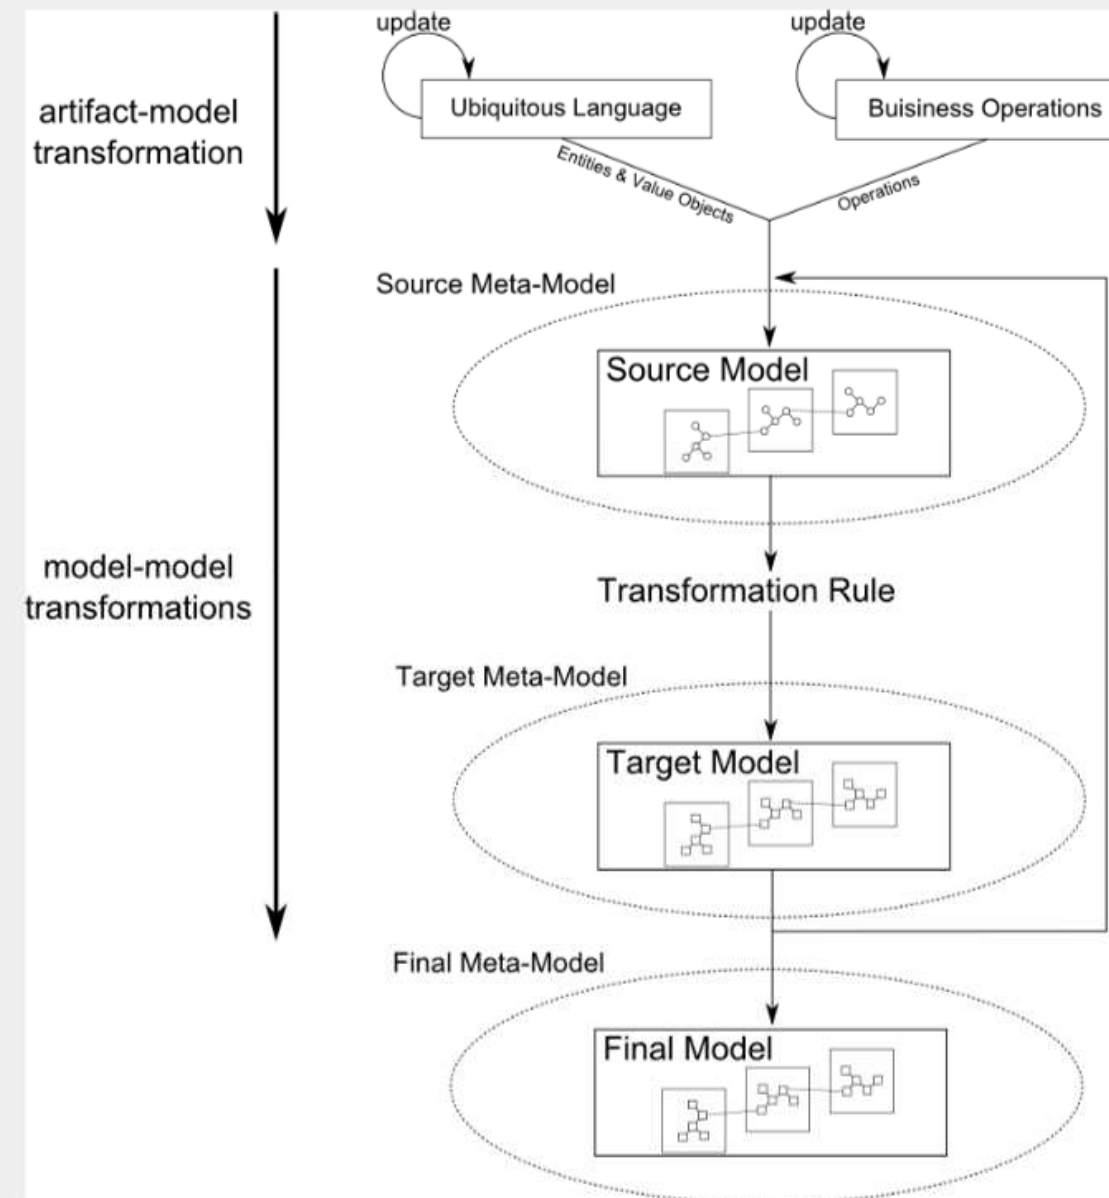 update
update
artifact-model
transformation
Ubiquitous Language
Buisiness Operations
Entities & Value Objects
Operations
Source Meta-Model
Source Model
model-model
transformations
Transformation Rule
Target Meta-Model
Target Model
Final Meta-Model
Final Model